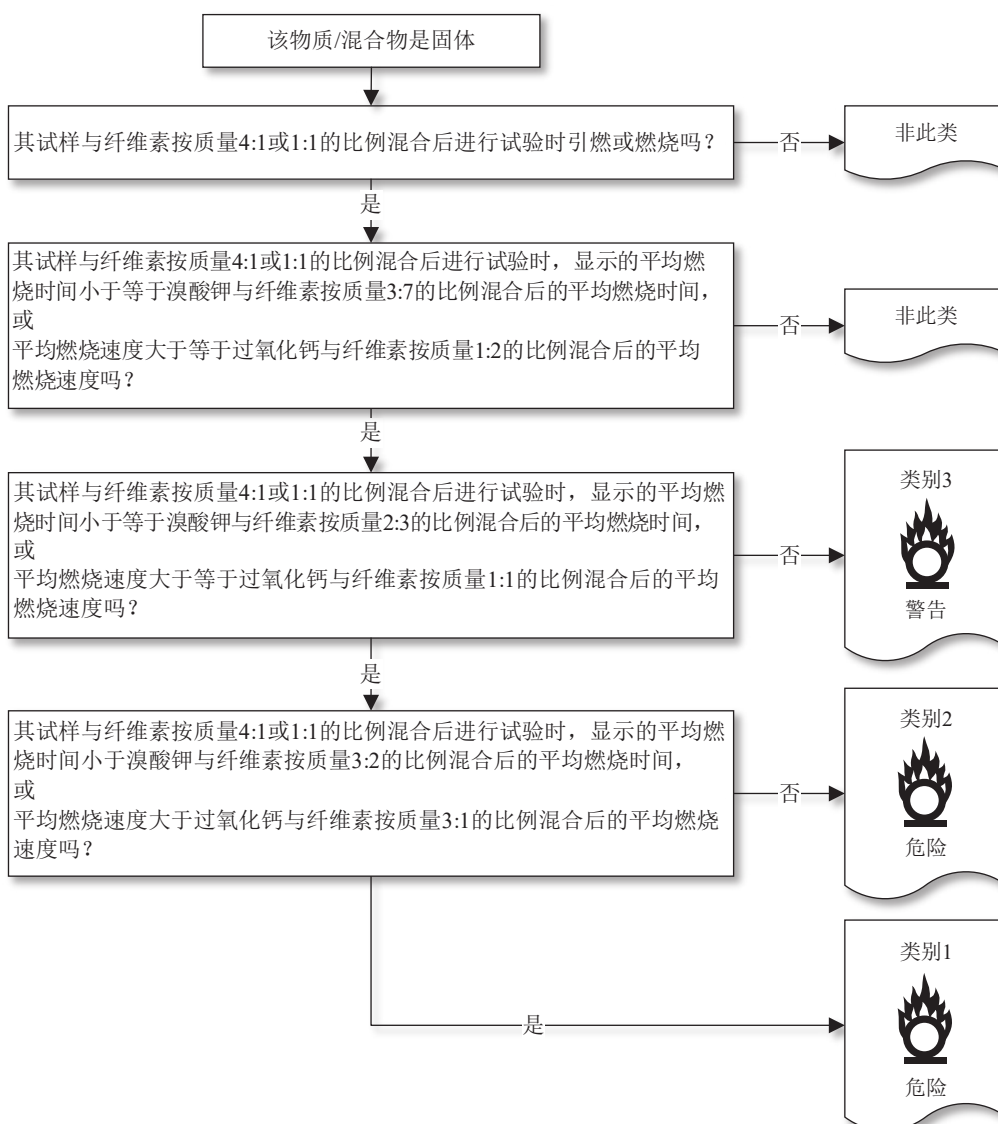 该物质/混合物是固体
其试样与纤维素按质量4:1或1:1的比例混合后进行试验时引燃或燃烧吗？
否
非此类
是
其试样与纤维素按质量4:1或1:1的比例混合后进行试验时，显示的平均燃
烧时间小于等于溴酸钾与纤维素按质量3:7的比例混合后的平均燃烧时间，
或
平均燃烧速度大于等于过氧化钙与纤维素按质量1:2的比例混合后的平均
燃烧速度吗？
否
非此类
是
其试样与纤维素按质量4:1或1:1的比例混合后进行试验时，显示的平均燃
烧时间小于等于溴酸钾与纤维素按质量2:3的比例混合后的平均燃烧时间，
或
平均燃烧速度大于等于过氧化钙与纤维素按质量1:1的比例混合后的平均
燃烧速度吗？
否
类别3
警告
是
其试样与纤维素按质量4:1或1:1的比例混合后进行试验时，显示的平均燃
烧时间小于溴酸钾与纤维素按质量3:2的比例混合后的平均燃烧时间，
或
平均燃烧速度大于过氧化钙与纤维素按质量3:1的比例混合后的平均燃烧
速度吗？
否
类别2
危险
是
类别1
危险